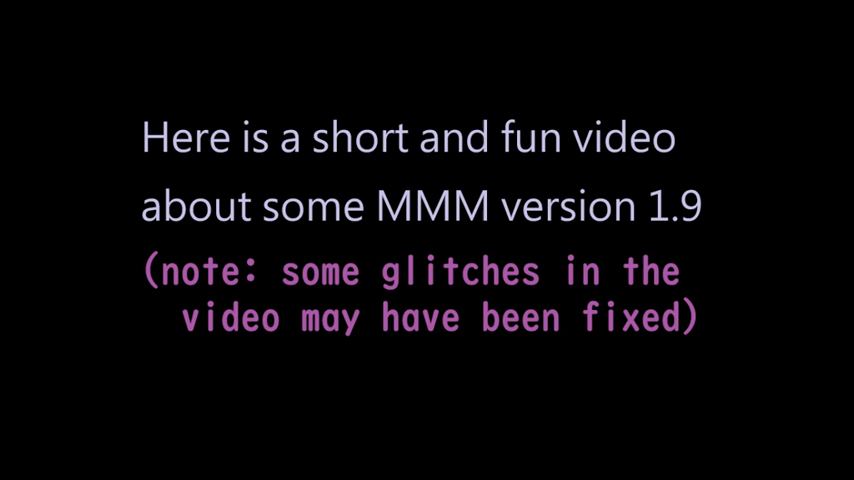 Here is a short and fun video
about some MMM version 1.9
(note: some glitches in the
video may have been fixed)